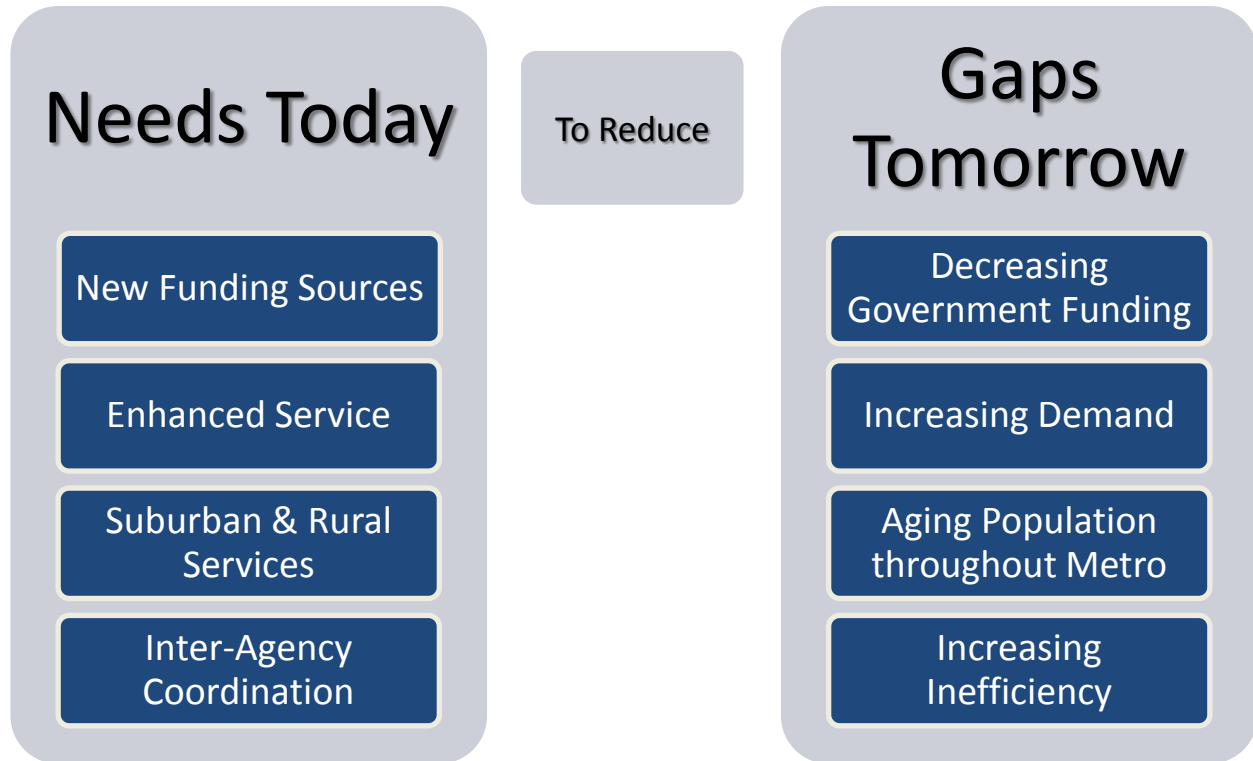 Needs Today
New Funding Sources
Enhanced Service
Suburban & Rural
Services
Inter-Agency
Coordination
To Reduce
Gaps
Tomorrow
Decreasing
Government Funding
Increasing Demand
Aging Population
throughout Metro
Increasing
Inefficiency